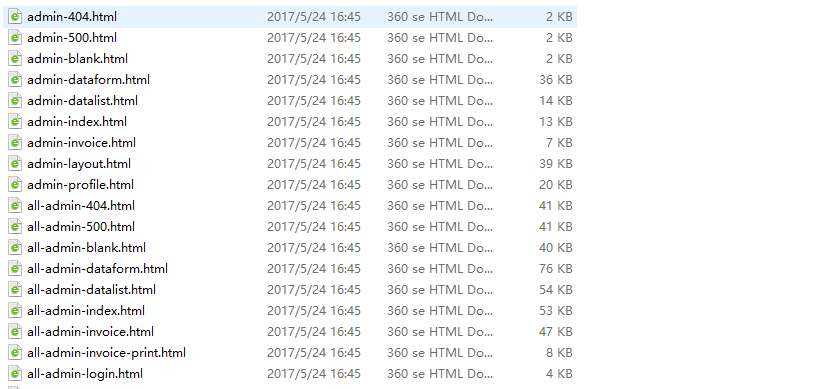 admin-404.html 2017/5/24 16:45 360 se HTML Do... 2 KB
admin-500.html 2017/5/24 16:45 360 se HTML Do... 2 KB
admin-blank.html 2017/5/24 16:45 360 se HTML Do... 2 KB
admin-dataform.html 2017/5/24 16:45 360 se HTML Do... 36 KB
admin-datalist.html 2017/5/24 16:45 360 se HTML Do... 14 KB
admin-index.html 2017/5/24 16:45 360 se HTML Do... 13 KB
admin-invoice.html 2017/5/24 16:45 360 se HTML Do... 7 KB
admin-layout.html 2017/5/24 16:45 360 se HTML Do... 39 KB
admin-profile.html 2017/5/24 16:45 360 se HTML Do... 20 KB
all-admin-404.html 2017/5/24 16:45 360 se HTML Do... 41 KB
all-admin-500.html 2017/5/24 16:45 360 se HTML Do... 41 KB
all-admin-blank.html 2017/5/24 16:45 360 se HTML Do... 40 KB
all-admin-dataform.html 2017/5/24 16:45 360 se HTML Do... 76 KB
all-admin-datalist.html 2017/5/24 16:45 360 se HTML Do... 54 KB
all-admin-index.html 2017/5/24 16:45 360 se HTML Do... 53 KB
all-admin-invoice.html 2017/5/24 16:45 360 se HTML Do... 47 KB
all-admin-invoice-print.html 2017/5/24 16:45 360 se HTML Do... 8 KB
all-admin-login.html 2017/5/24 16:45 360 se HTML Do... 4 KB